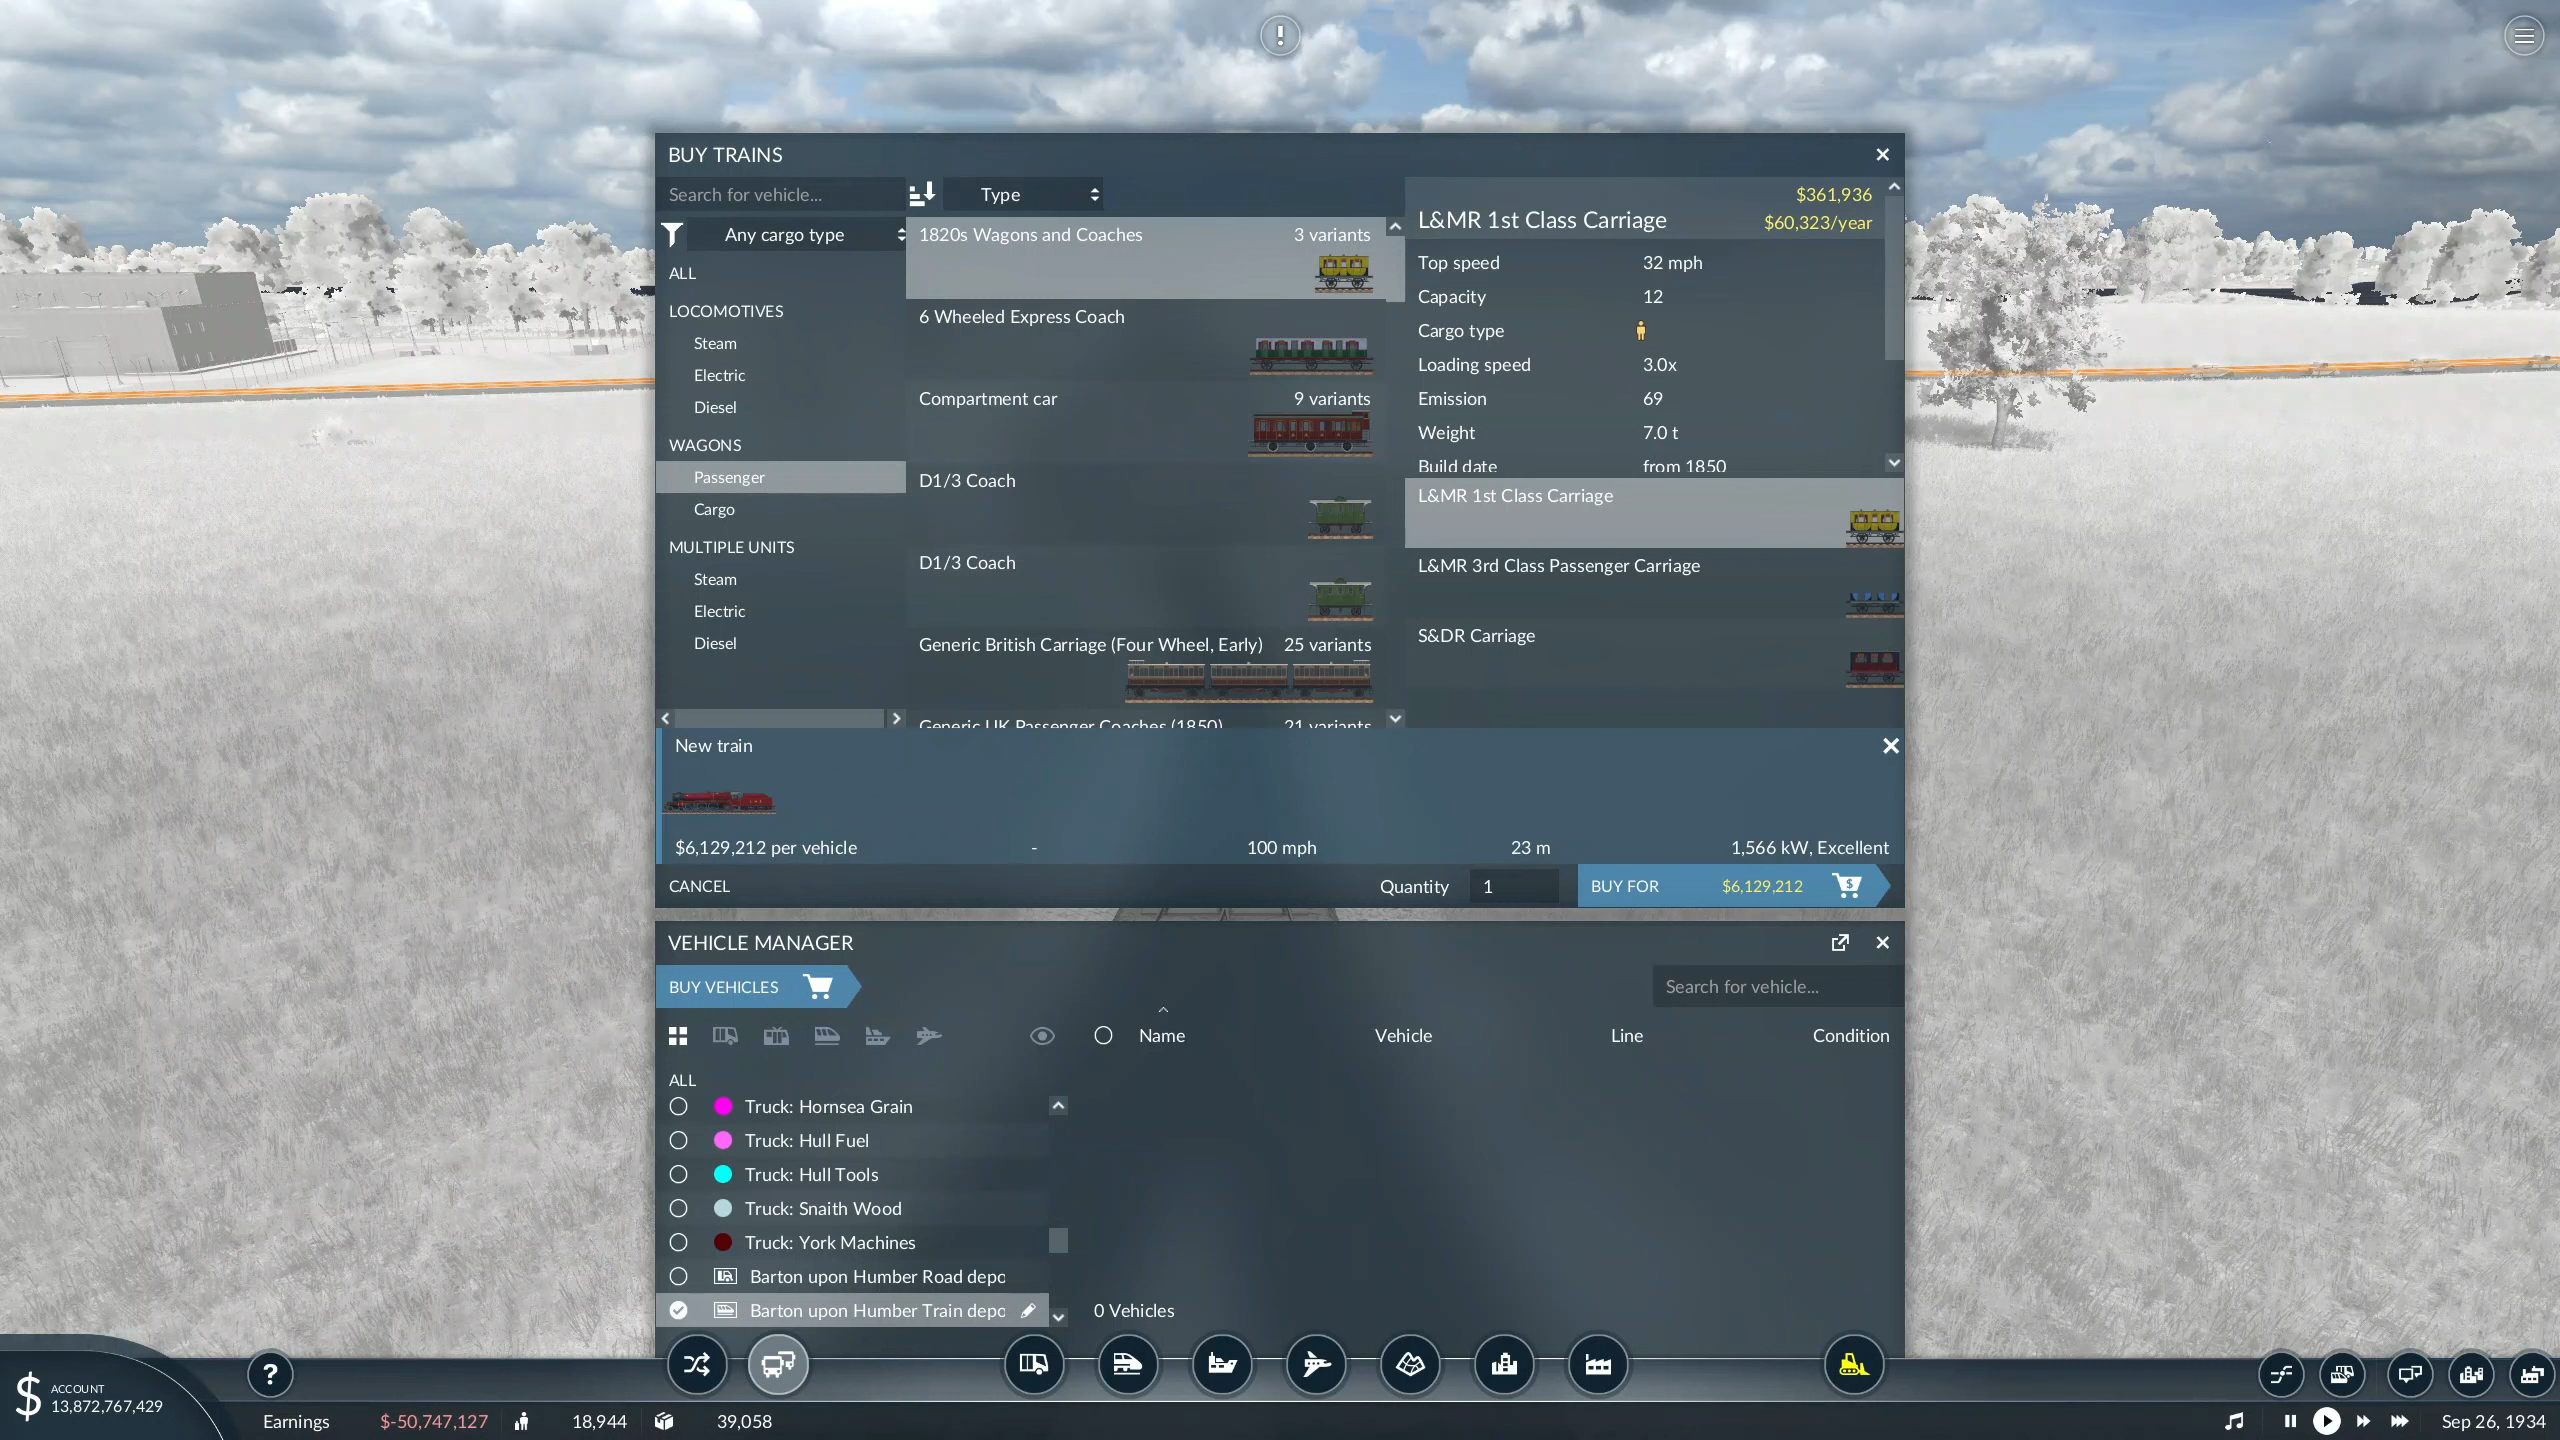 BUY TRAINS
Search for vehicle...
Type
Any cargo type
ALL
LOCOMOTIVES
Steam
Electric
Diesel
WAGONS
Passenger
Cargo
MULTIPLE UNITS
Steam
Electric
Diesel
1820s Wagons and Coaches 3 variants
6 Wheeled Express Coach
Compartment car 9 variants
D1/3 Coach
D1/3 Coach
Generic British Carriage (Four Wheel, Early) 25 variants
Generic UK Passenger Coaches (1850) 21 variants
$361,936
L&MR 1st Class Carriage $60,323/year
Top speed 32 mph
Capacity 12
Cargo type
Loading speed 3.0x
Emission 69
Weight 7.0 t
Build date from 1850
L&MR 1st Class Carriage
L&MR 3rd Class Passenger Carriage
S&DR Carriage
New train
$6,129,212 per vehicle - 100 mph 23 m 1,566 kW, Excellent
CANCEL Quantity 1 BUY FOR $6,129,212
VEHICLE MANAGER
BUY VEHICLES Search for vehicle...
Name Vehicle Line Condition
ALL
Truck: Hornsea Grain
Truck: Hull Fuel
Truck: Hull Tools
Truck: Snaith Wood
Truck: York Machines
Barton upon Humber Road depo
Barton upon Humber Train depo 0 Vehicles
?
ACCOUNT
13,872,767,429
Earnings $-50,747,127 18,944 39,058 Sep 26, 1934